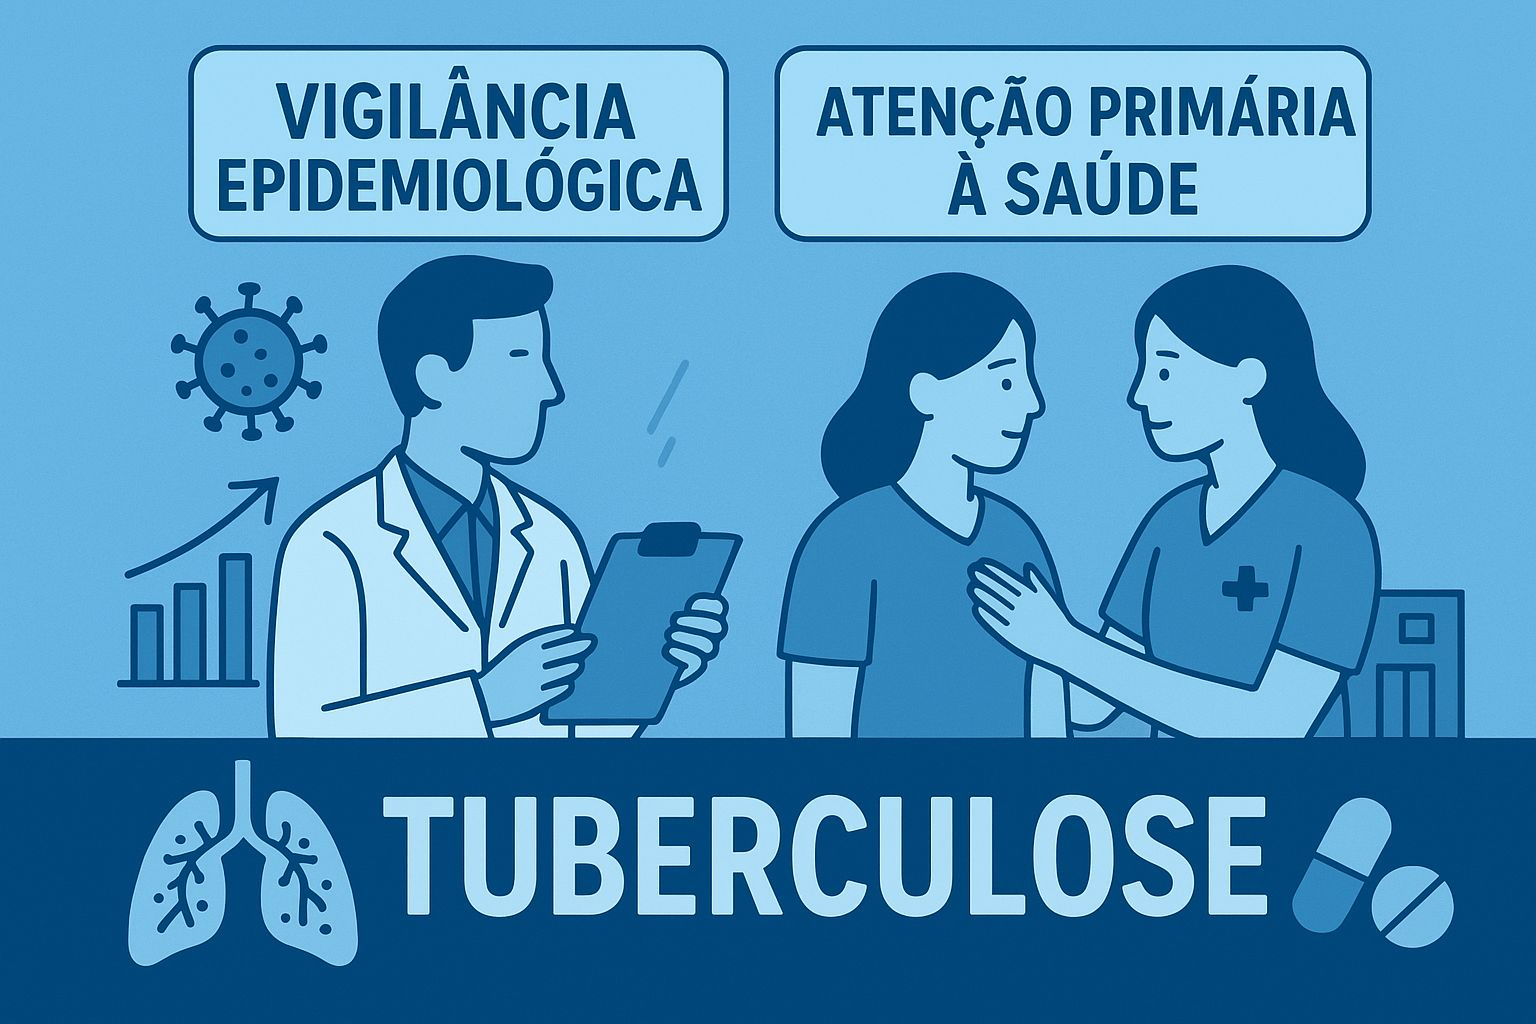 VIGILÂNCIA
EPIDEMIOLÓGICA
ATENÇÃO PRIMÁRIA
À SAÚDE
TUBERCULOSE